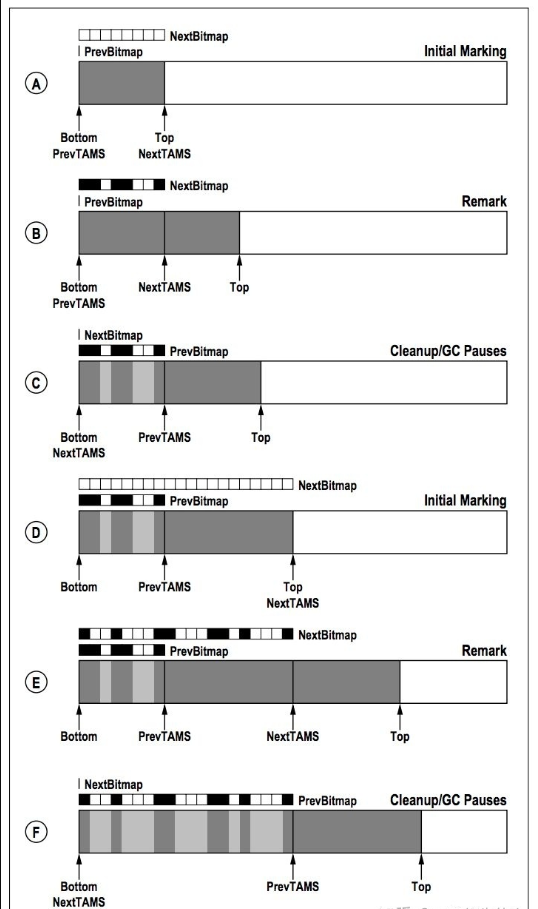 NextBitmap
PrevBitmap Initial Marking
A
Bottom Top
PrevTAMS NextTAMS
NextBitmap
PrevBitmap Remark
B
Bottom NextTAMS Top
PrevTAMS
NextBitmap
PrevBitmap Cleanup/GC Pauses
C
Bottom PrevTAMS Top
NextTAMS
NextBitmap
PrevBitmap Initial Marking
D
Bottom PrevTAMS Top
NextTAMS
NextBitmap
PrevBitmap Remark
E
Bottom PrevTAMS NextTAMS Top
NextBitmap
PrevBitmap Cleanup/GC Pauses
F
Bottom PrevTAMS Top
NextTAMS